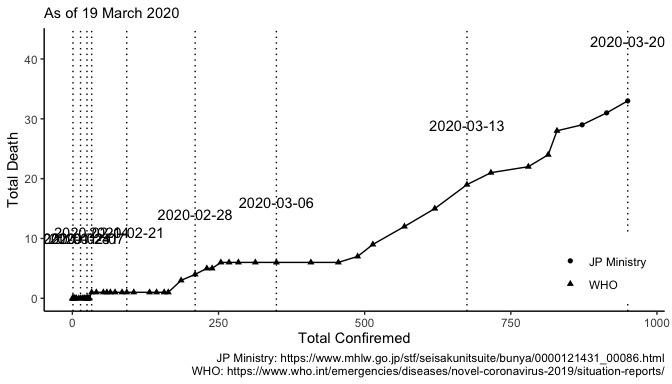 As of 19 March 2020
2020-03-20
40
30
2020-03-13
Total Death
20
2020-03-06
2020-02-28
2020-02-21
10
JP Ministry
WHO
0
0 250 500 750 1000
Total Confiremed
JP Ministry: https://www.mhlw.go.jp/stf/seisakunitsuite/bunya/0000121431_00086.html
WHO: https://www.who.int/emergencies/diseases/novel-coronavirus-2019/situation-reports/